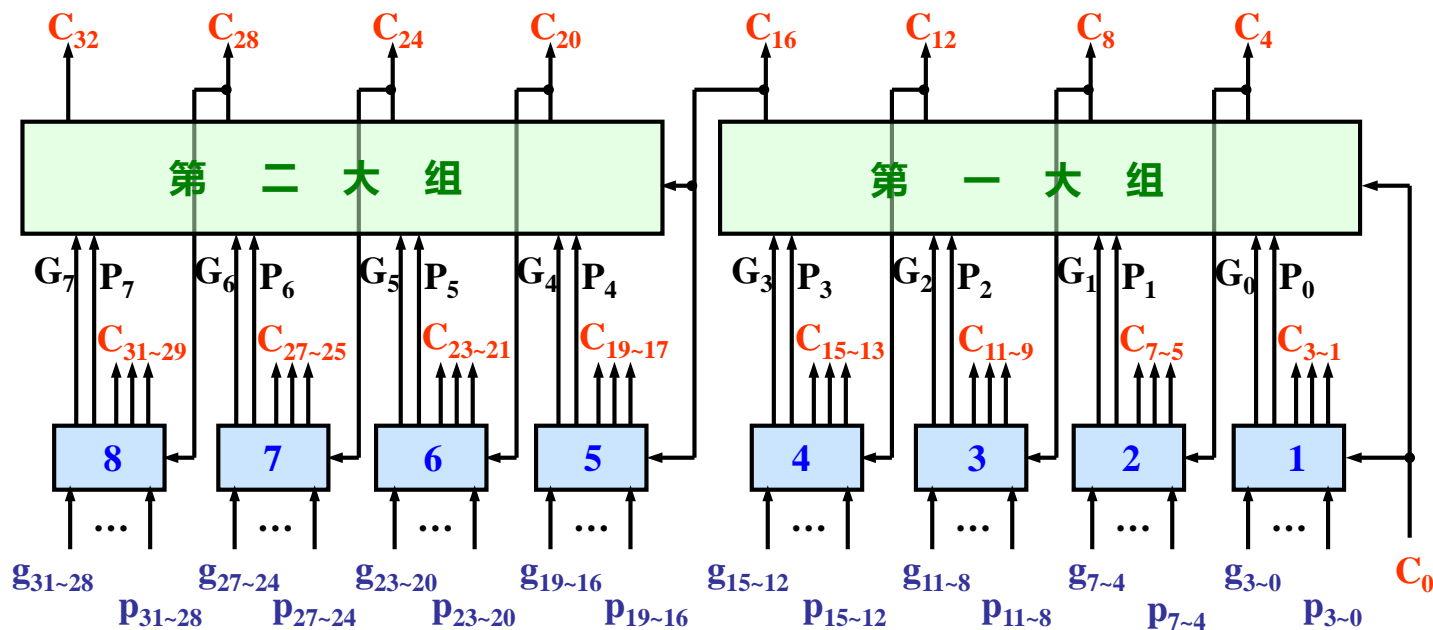 C₃₂ C₂₈ C₂₄ C₂₀ C₁₆ C₁₂ C₈ C₄
第二大组 第一大组
G₇ P₇ G₆ P₆ G₅ P₅ G₄ P₄ G₃ P₃ G₂ P₂ G₁ P₁ G₀ P₀
C₃₁~₂₉ C₂₇~₂₅ C₂₃~₂₁ C₁₉~₁₇ C₁₅~₁₃ C₁₁~₉ C₇~₅ C₃~₁
8 7 6 5 4 3 2 1
... ... ... ... ... ... ... ...
g₃₁~₂₈ g₂₇~₂₄ g₂₃~₂₀ g₁₉~₁₆ g₁₅~₁₂ g₁₁~₈ g₇~₄ g₃~₀ C₀
p₃₁~₂₈ p₂₇~₂₄ p₂₃~₂₀ p₁₉~₁₆ p₁₅~₁₂ p₁₁~₈ p₇~₄ p₃~₀